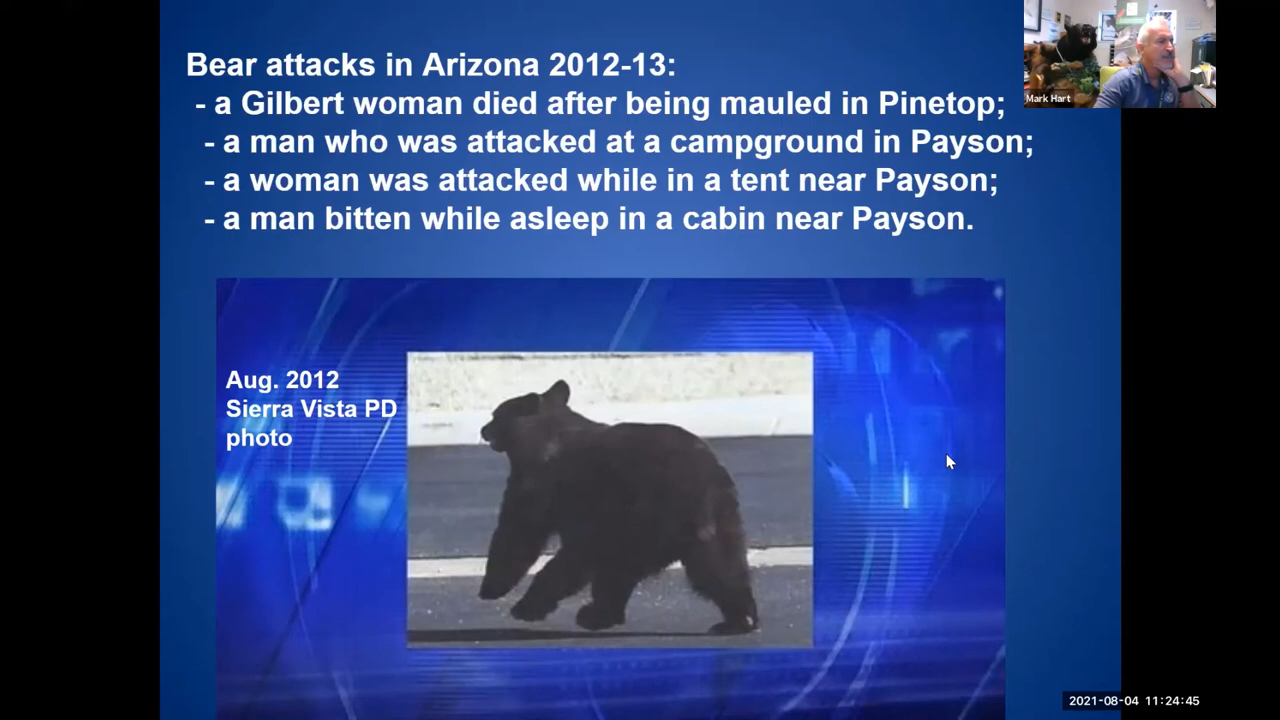 Bear attacks in Arizona 2012-13:
- a Gilbert woman died after being mauled in Pinetop;
- a man who was attacked at a campground in Payson;
- a woman was attacked while in a tent near Payson;
- a man bitten while asleep in a cabin near Payson.
Mark Hart
Aug. 2012
Sierra Vista PD
photo
2021-08-04 11:24:45